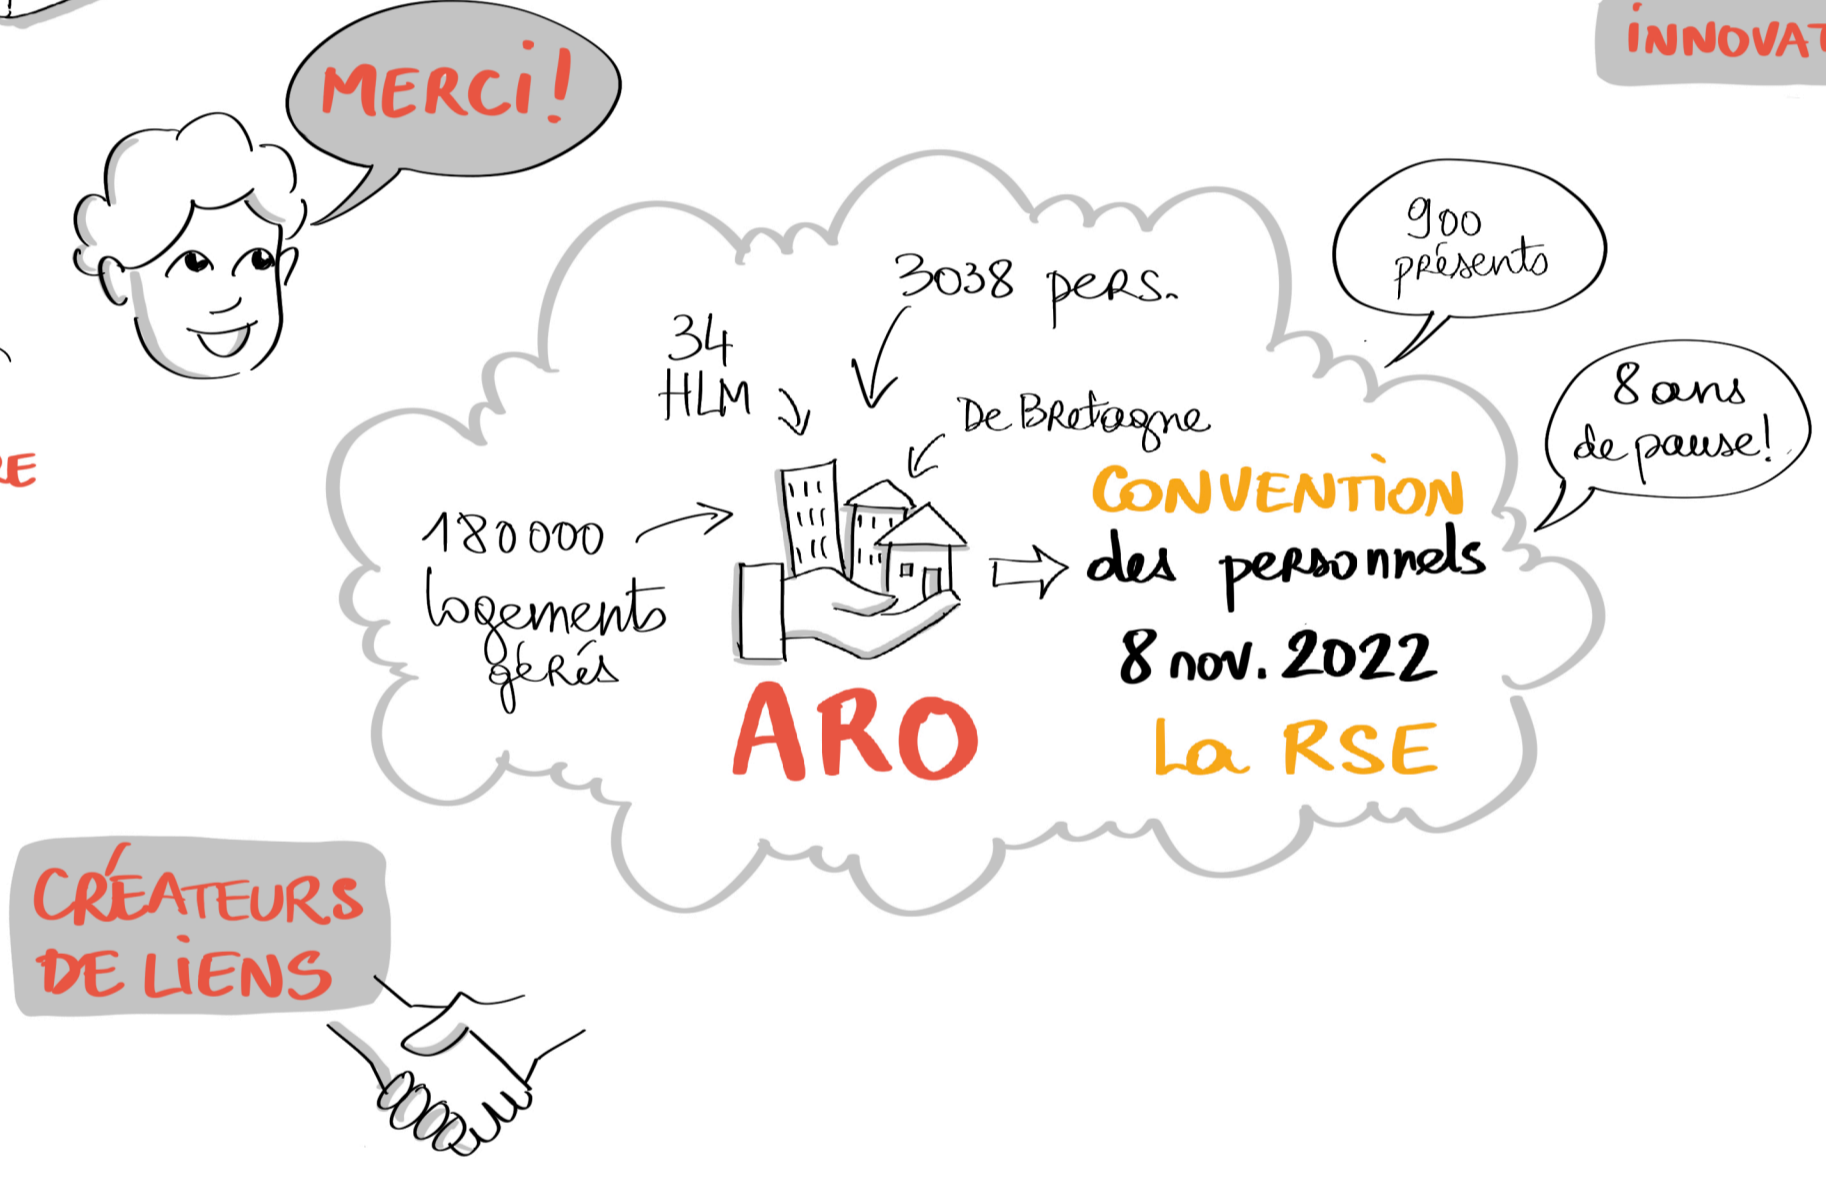 MERCI!
INNOVAT
900
présents
3038 pers.
34
HLM
De Bretagne
8 ans
de pause!
180 000
logements
gérés
CONVENTION
des personnels
8 nov. 2022
La RSE
ARO
RE
CRÉATEURS
DE LIENS